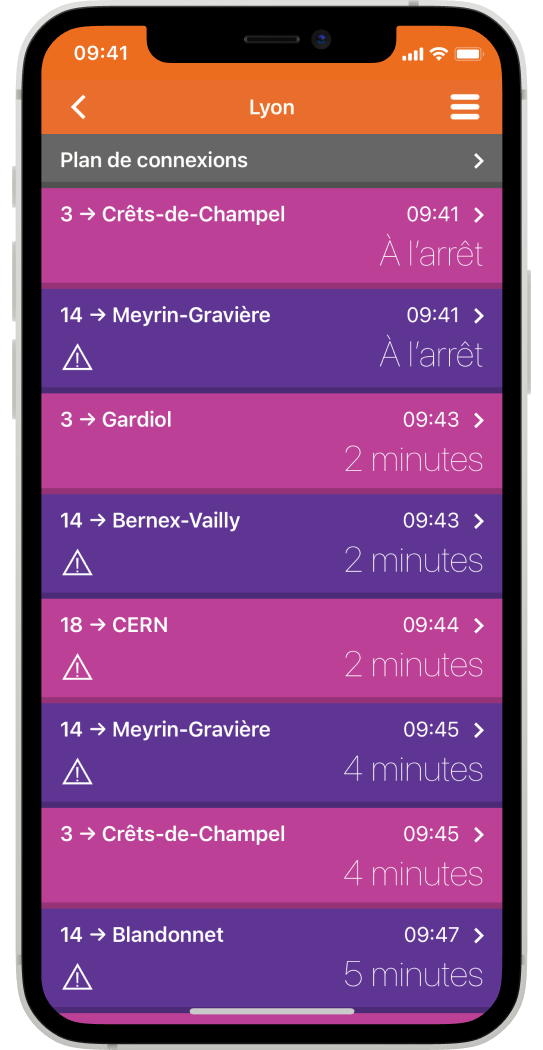 09:41
Lyon
Plan de connexions
3 → Crêts-de-Champel 09:41
À l’arrêt
14 → Meyrin-Gravière 09:41
À l’arrêt
3 → Gardiol 09:43
2 minutes
14 → Bernex-Vailly 09:43
2 minutes
18 → CERN 09:44
2 minutes
14 → Meyrin-Gravière 09:45
4 minutes
3 → Crêts-de-Champel 09:45
4 minutes
14 → Blandonnet 09:47
5 minutes